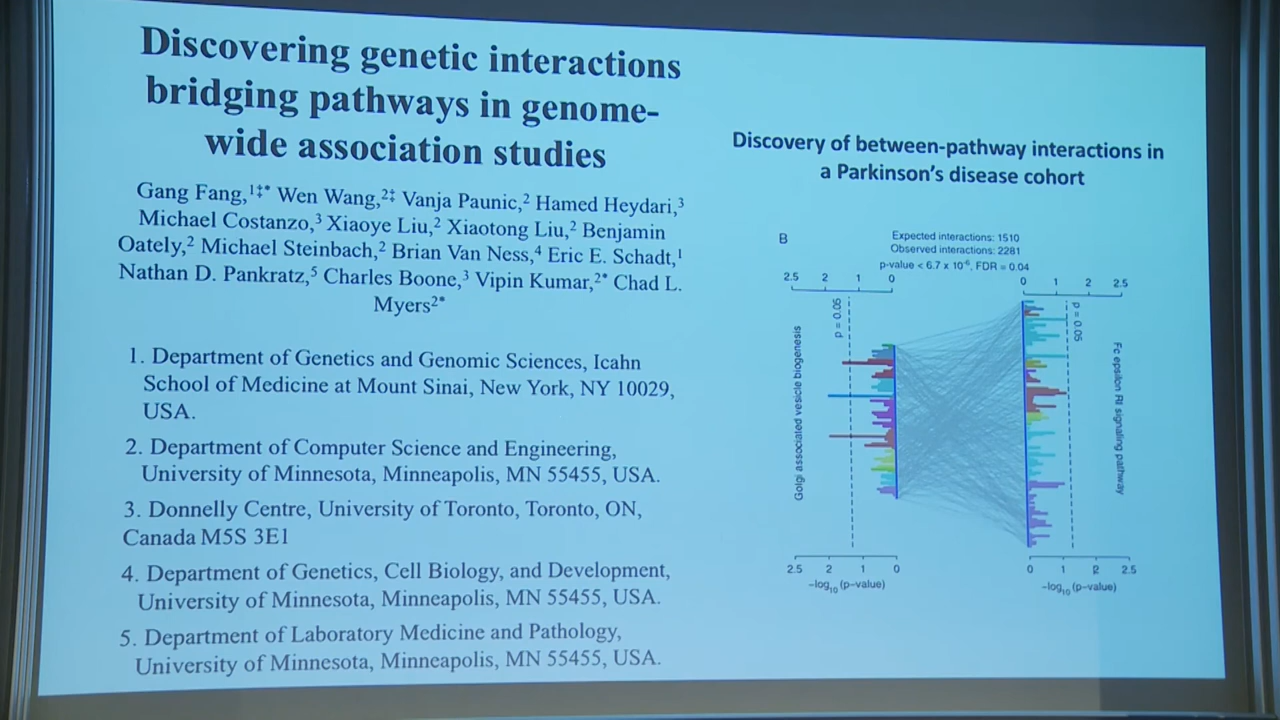 Discovering genetic interactions
bridging pathways in genome-
wide association studies
Gang Fang,1‡* Wen Wang,2‡ Vanja Paunic,2 Hamed Heydari,3
Michael Costanzo,3 Xiaoye Liu,2 Xiaotong Liu,2 Benjamin
Oately,2 Michael Steinbach,2 Brian Van Ness,4 Eric E. Schadt,1
Nathan D. Pankratz,5 Charles Boone,3 Vipin Kumar,2* Chad L.
Myers2*
1. Department of Genetics and Genomic Sciences, Icahn
School of Medicine at Mount Sinai, New York, NY 10029,
USA.
2. Department of Computer Science and Engineering,
University of Minnesota, Minneapolis, MN 55455, USA.
3. Donnelly Centre, University of Toronto, Toronto, ON,
Canada M5S 3E1
4. Department of Genetics, Cell Biology, and Development,
University of Minnesota, Minneapolis, MN 55455, USA.
5. Department of Laboratory Medicine and Pathology,
University of Minnesota, Minneapolis, MN 55455, USA.
Discovery of between-pathway interactions in
a Parkinson's disease cohort
B
Expected interactions: 1510
Observed interactions: 2281
p-value < 6.7 x 10-6, FDR = 0.04
2.5 2 1 0
0 1 2 2.5
p = 0.05
p = 0.05
Golgi associated vesicle biogenesis
Fc epsilon RI signaling pathway
2.5 2 1 0
0 1 2 2.5
−log10 (p−value)
−log10 (p−value)